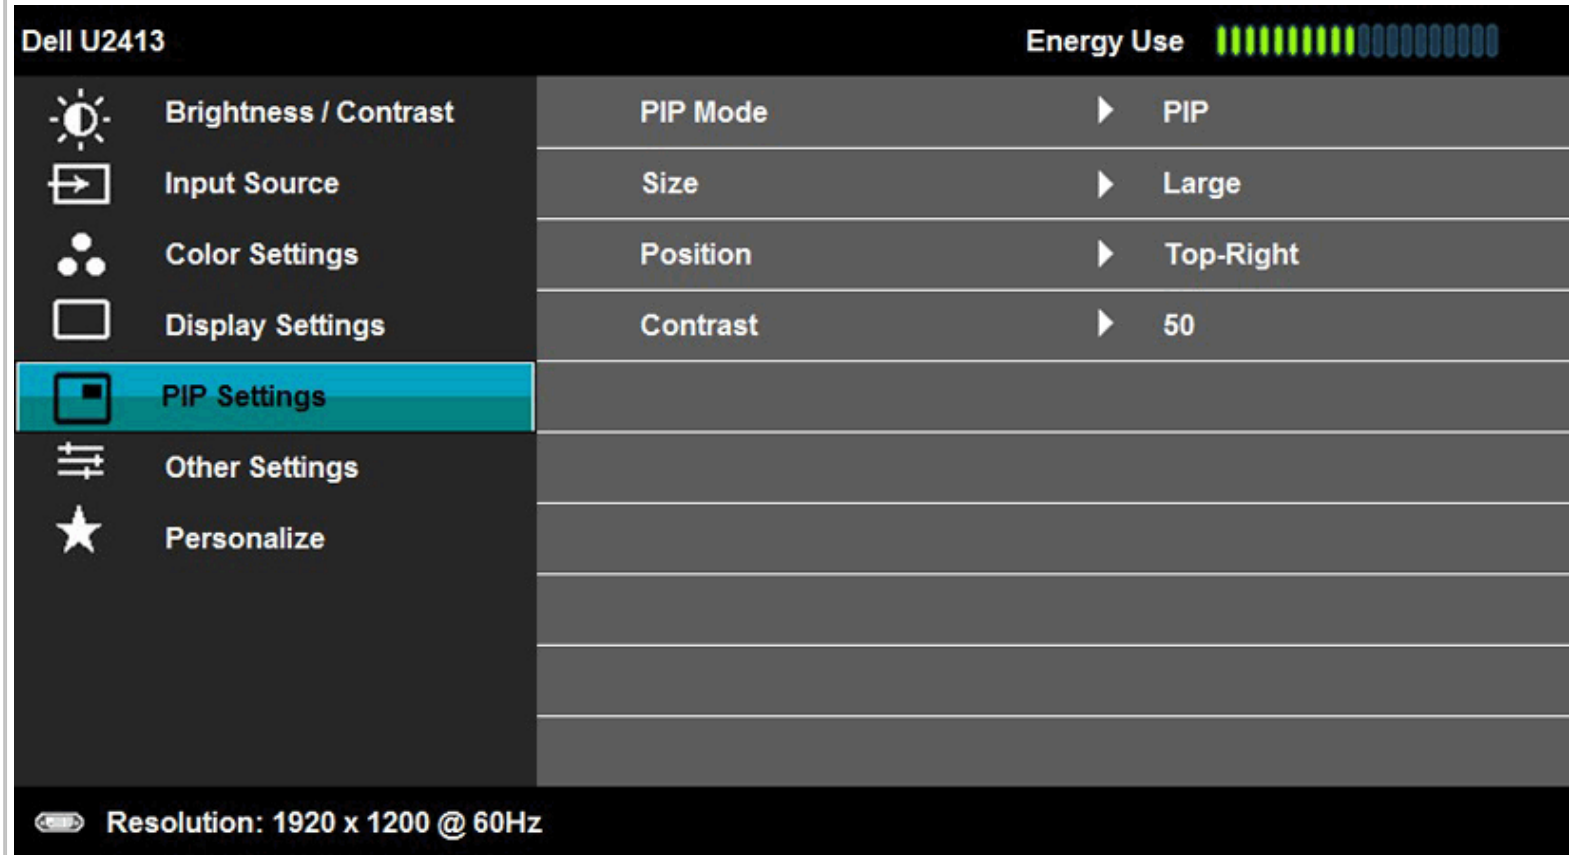 Dell U2413 Energy Use
Brightness / Contrast PIP Mode PIP
Input Source Size Large
Color Settings Position Top-Right
Display Settings Contrast 50
PIP Settings
Other Settings
Personalize
Resolution: 1920 x 1200 @ 60Hz